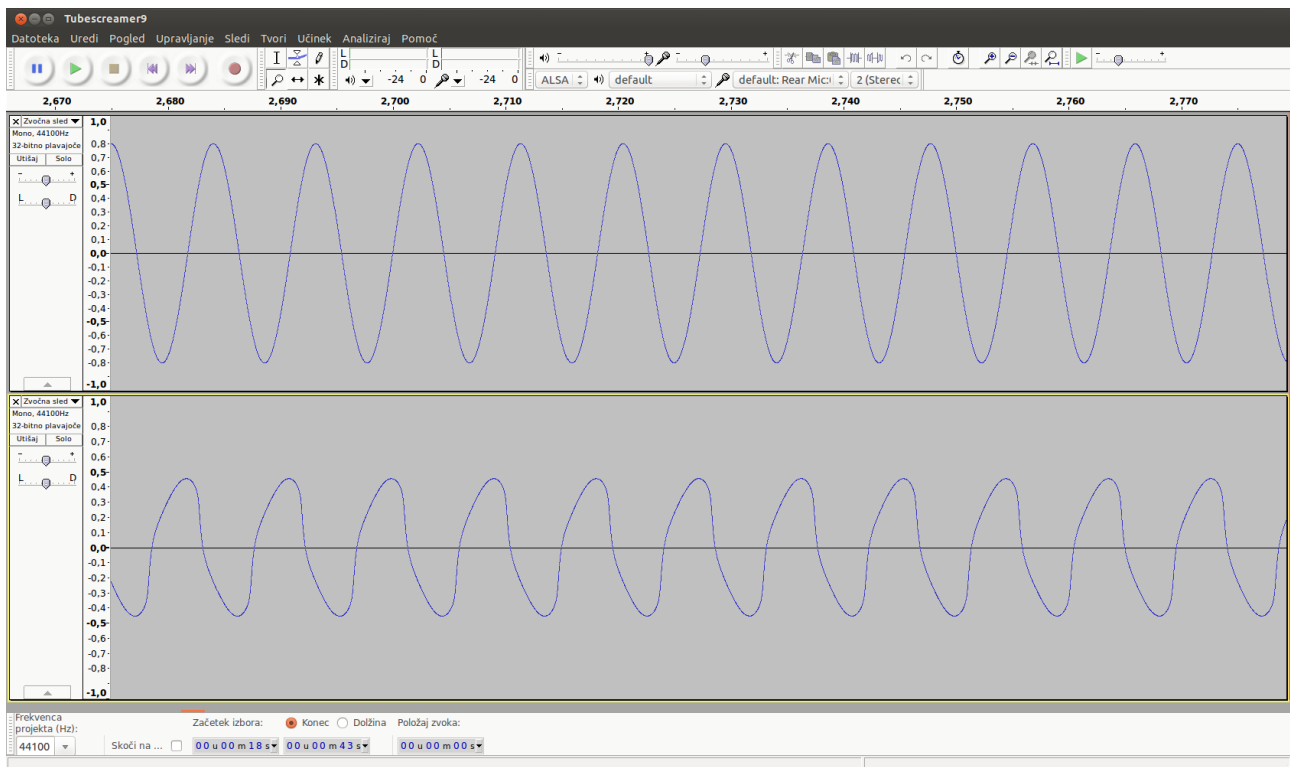 Tubescreamer9
Datoteka Uredi Pogled Upravljanje Sledi Tvori Učinek Analiziraj Pomoč
L D L D
-24 0 -24 0
- + - +
ALSA default default: Rear Mic: 2 (Sterec
2,670 2,680 2,690 2,700 2,710 2,720 2,730 2,740 2,750 2,760 2,770
X Zvočna sled
Mono, 44100Hz
32-bitno plavajoče
Utišaj Solo
- +
L D
1,0
0,8-
0,7-
0,6-
0,5-
0,4-
0,3-
0,2-
0,1-
0,0-
-0,1-
-0,2-
-0,3-
-0,4-
-0,5-
-0,6-
-0,7-
-0,8-
-1,0
X Zvočna sled
Mono, 44100Hz
32-bitno plavajoče
Utišaj Solo
- +
L D
1,0
0,8-
0,7-
0,6-
0,5-
0,4-
0,3-
0,2-
0,1-
0,0-
-0,1-
-0,2-
-0,3-
-0,4-
-0,5-
-0,6-
-0,7-
-0,8-
-1,0
Frekvenca
projekta (Hz):
44100
Začetek izbora: Konec Dolžina Položaj zvoka:
Skoči na ... 00 u 00 m 18 s 00 u 00 m 43 s 00 u 00 m 00 s